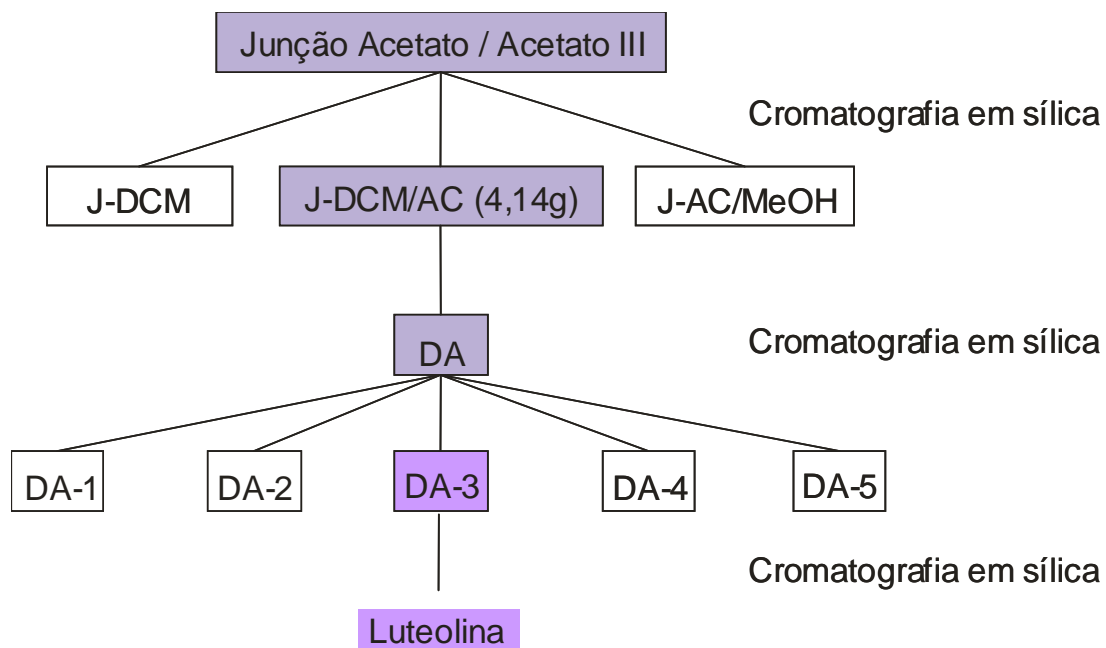 Junção Acetato / Acetato III
Cromatografia em sílica
J-DCM
J-DCM/AC (4,14g)
J-AC/MeOH
Cromatografia em sílica
DA
DA-1
DA-2
DA-3
DA-4
DA-5
Cromatografia em sílica
Luteolina